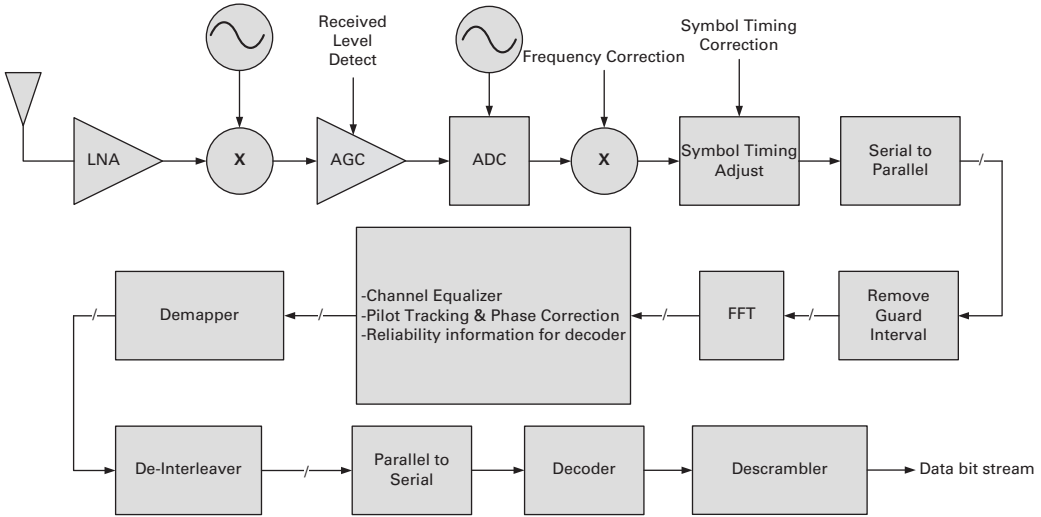 Received
Level
Detect
Frequency Correction
Symbol Timing
Correction
LNA
X
AGC
ADC
X
Symbol Timing
Adjust
Serial to
Parallel
Demapper
-Channel Equalizer
-Pilot Tracking & Phase Correction
-Reliability information for decoder
FFT
Remove
Guard
Interval
De-Interleaver
Parallel to
Serial
Decoder
Descrambler
Data bit stream